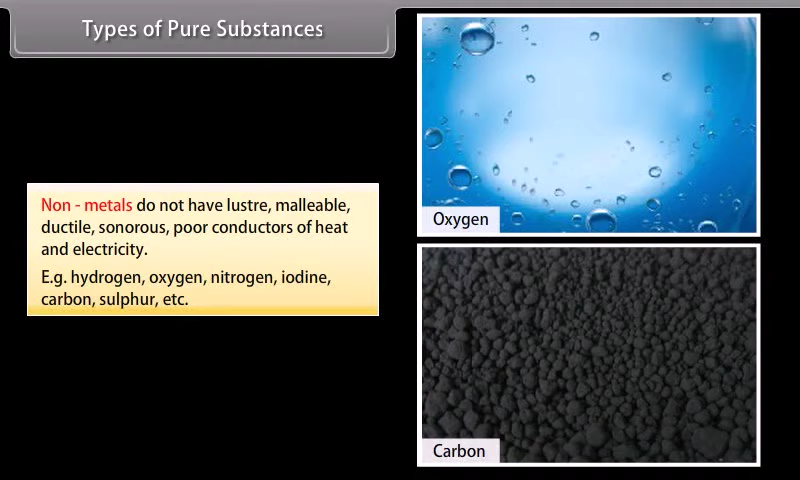 Types of Pure Substances
Non - metals do not have lustre, malleable,
ductile, sonorous, poor conductors of heat
and electricity.
E.g. hydrogen, oxygen, nitrogen, iodine,
carbon, sulphur, etc.
Oxygen
Carbon